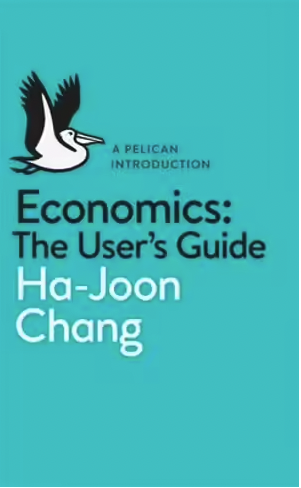 A PELICAN
INTRODUCTION
Economics:
The User's Guide
Ha-Joon
Chang